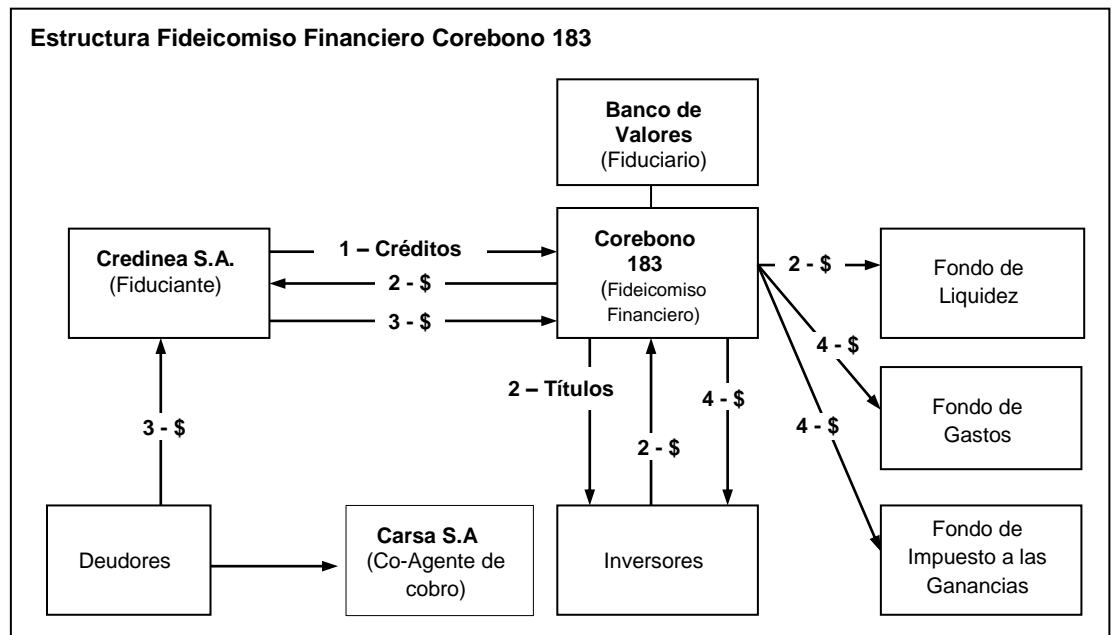 Estructura Fideicomiso Financiero Corebono 183
Banco de
Valores
(Fiduciario)
Credinea S.A.
(Fiduciante)
1 – Créditos
2 - $
3 - $
Corebono
183
(Fideicomiso
Financiero)
2 - $
Fondo de
Liquidez
4 - $
4 - $
Fondo de
Gastos
2 – Títulos
4 - $
2 - $
3 - $
Deudores
Carsa S.A
(Co-Agente de
cobro)
Inversores
Fondo de
Impuesto a las
Ganancias